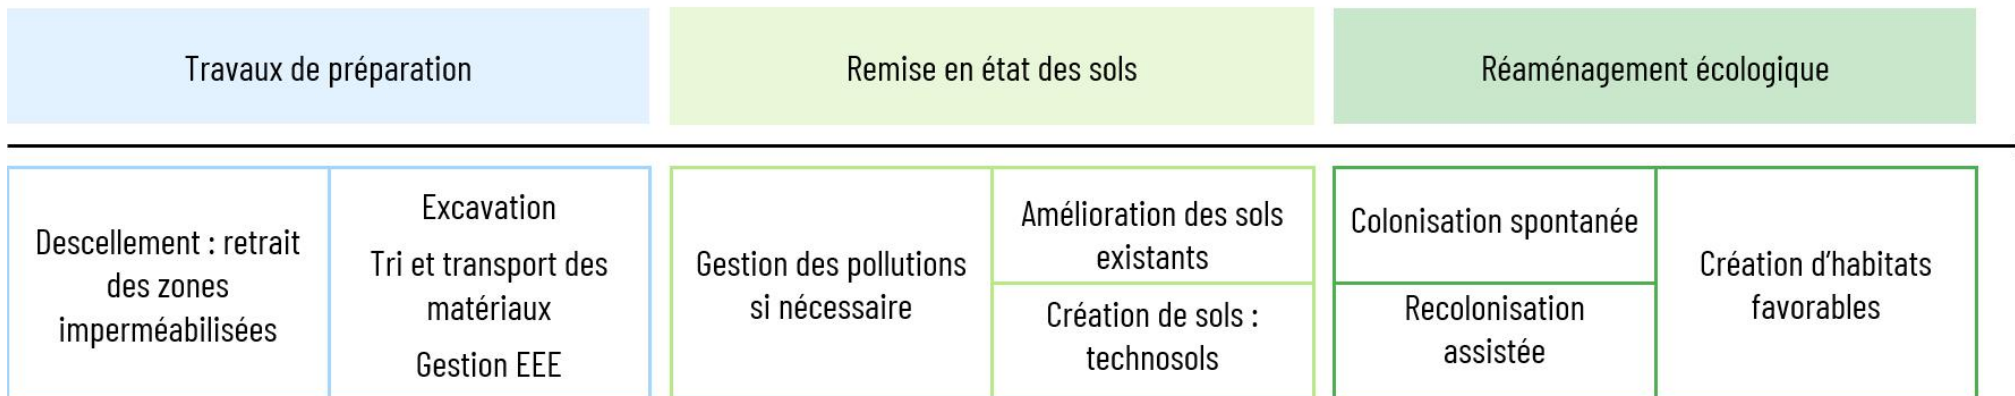 Travaux de préparation
Remise en état des sols
Réaménagement écologique
Descellement : retrait
des zones
imperméabilisées
Excavation
Tri et transport des
matériaux
Gestion EEE
Gestion des pollutions
si nécessaire
Amélioration des sols
existants
Création de sols :
technosols
Colonisation spontanée
Recolonisation
assistée
Création d’habitats
favorables